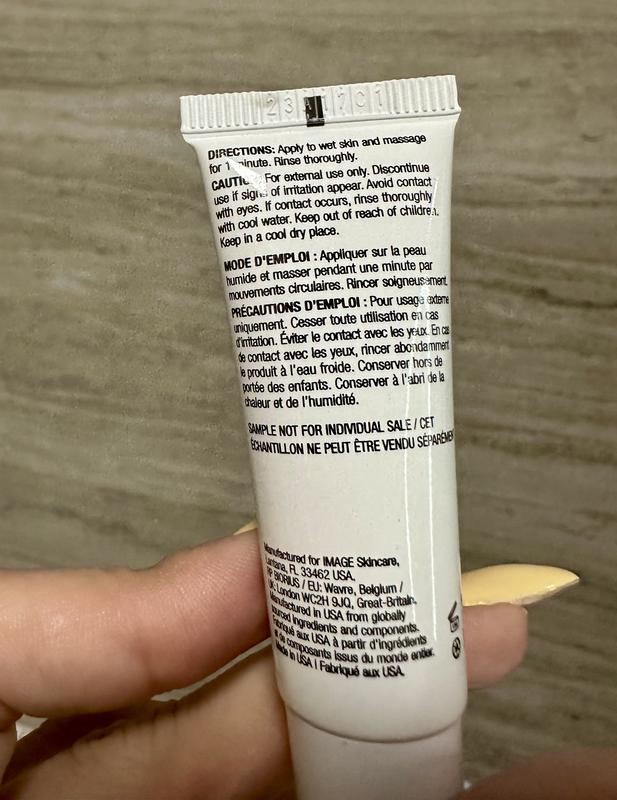 23A17C1
DIRECTIONS: Apply to wet skin and massage
for 1 minute. Rinse thoroughly.
CAUTION: For external use only. Discontinue
use if signs of irritation appear. Avoid contact
with eyes. If contact occurs, rinse thoroughly
with cool water. Keep out of reach of children.
Keep in a cool dry place.
MODE D'EMPLOI : Appliquer sur la peau
humide et masser pendant une minute par
mouvements circulaires. Rincer soigneusement.
PRÉCAUTIONS D'EMPLOI : Pour usage externe
uniquement. Cesser toute utilisation en cas
d'irritation. Éviter le contact avec les yeux. En cas
de contact avec les yeux, rincer abondamment
le produit à l'eau froide. Conserver hors de
portée des enfants. Conserver à l'abri de la
chaleur et de l'humidité.
SAMPLE NOT FOR INDIVIDUAL SALE / CET
ÉCHANTILLON NE PEUT ÊTRE VENDU SÉPARÉMEN
Manufactured for IMAGE Skincare,
Lantana, FL 33462 USA.
RP BIORIUS / EU: Wavre, Belgium /
UK: London WC2H 9JQ, Great-Britain.
Manufactured in USA from globally
sourced ingredients and components.
Fabriqué aux USA à partir d'ingrédients
et de composants issus du monde entier.
Made in USA | Fabriqué aux USA.